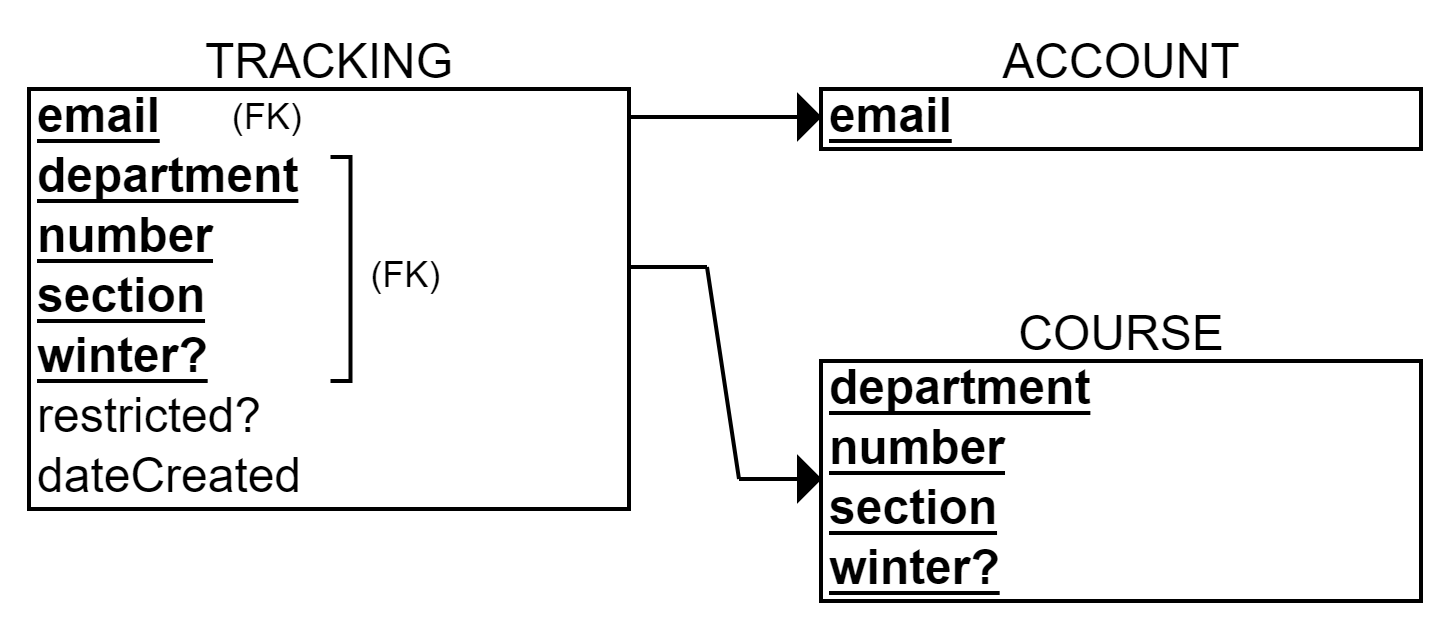 TRACKING
email (FK)
department
number
(FK)
section
winter?
restricted?
dateCreated
ACCOUNT
email
COURSE
department
number
section
winter?